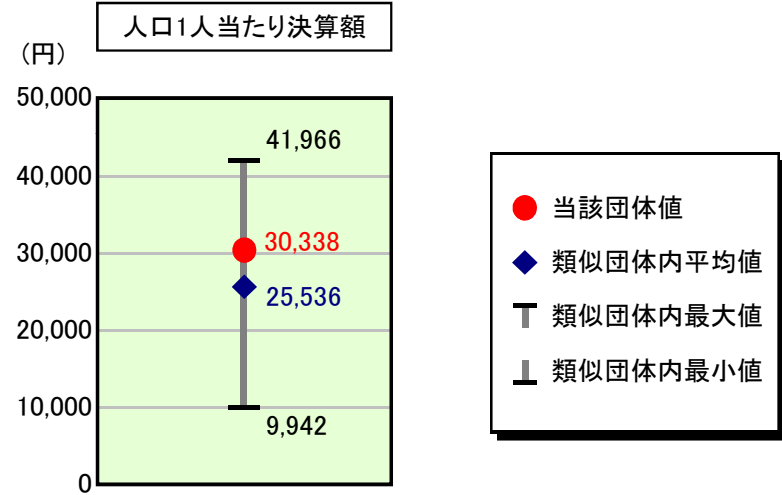 人口1人当たり決算額
（円）
50,000
40,000
30,000
20,000
10,000
0
41,966
30,338
25,536
9,942
当該団体値
類似団体内平均値
類似団体内最大値
類似団体内最小値